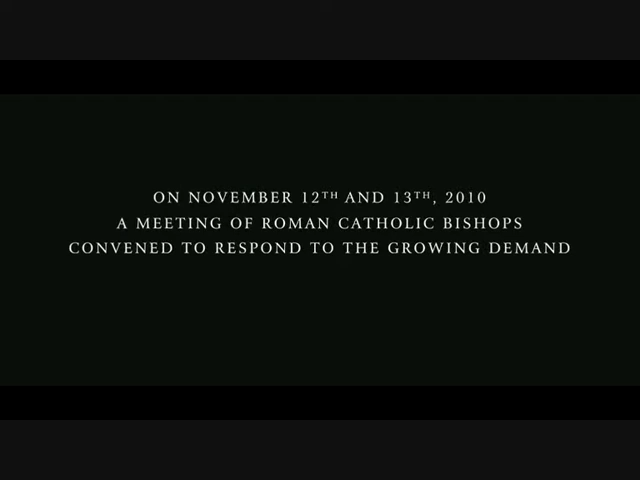 ON NOVEMBER 12TH AND 13TH, 2010
A MEETING OF ROMAN CATHOLIC BISHOPS
CONVENED TO RESPOND TO THE GROWING DEMAND